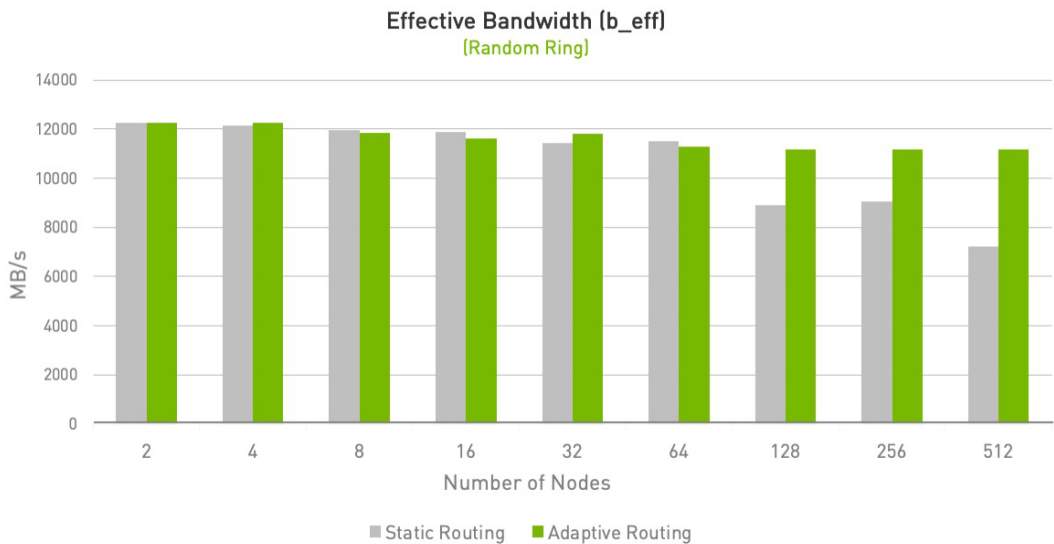 Effective Bandwidth (b_eff)
(Random Ring)
14000
12000
10000
8000
6000
4000
2000
0
MB/s
2 4 8 16 32 64 128 256 512
Number of Nodes
Static Routing Adaptive Routing